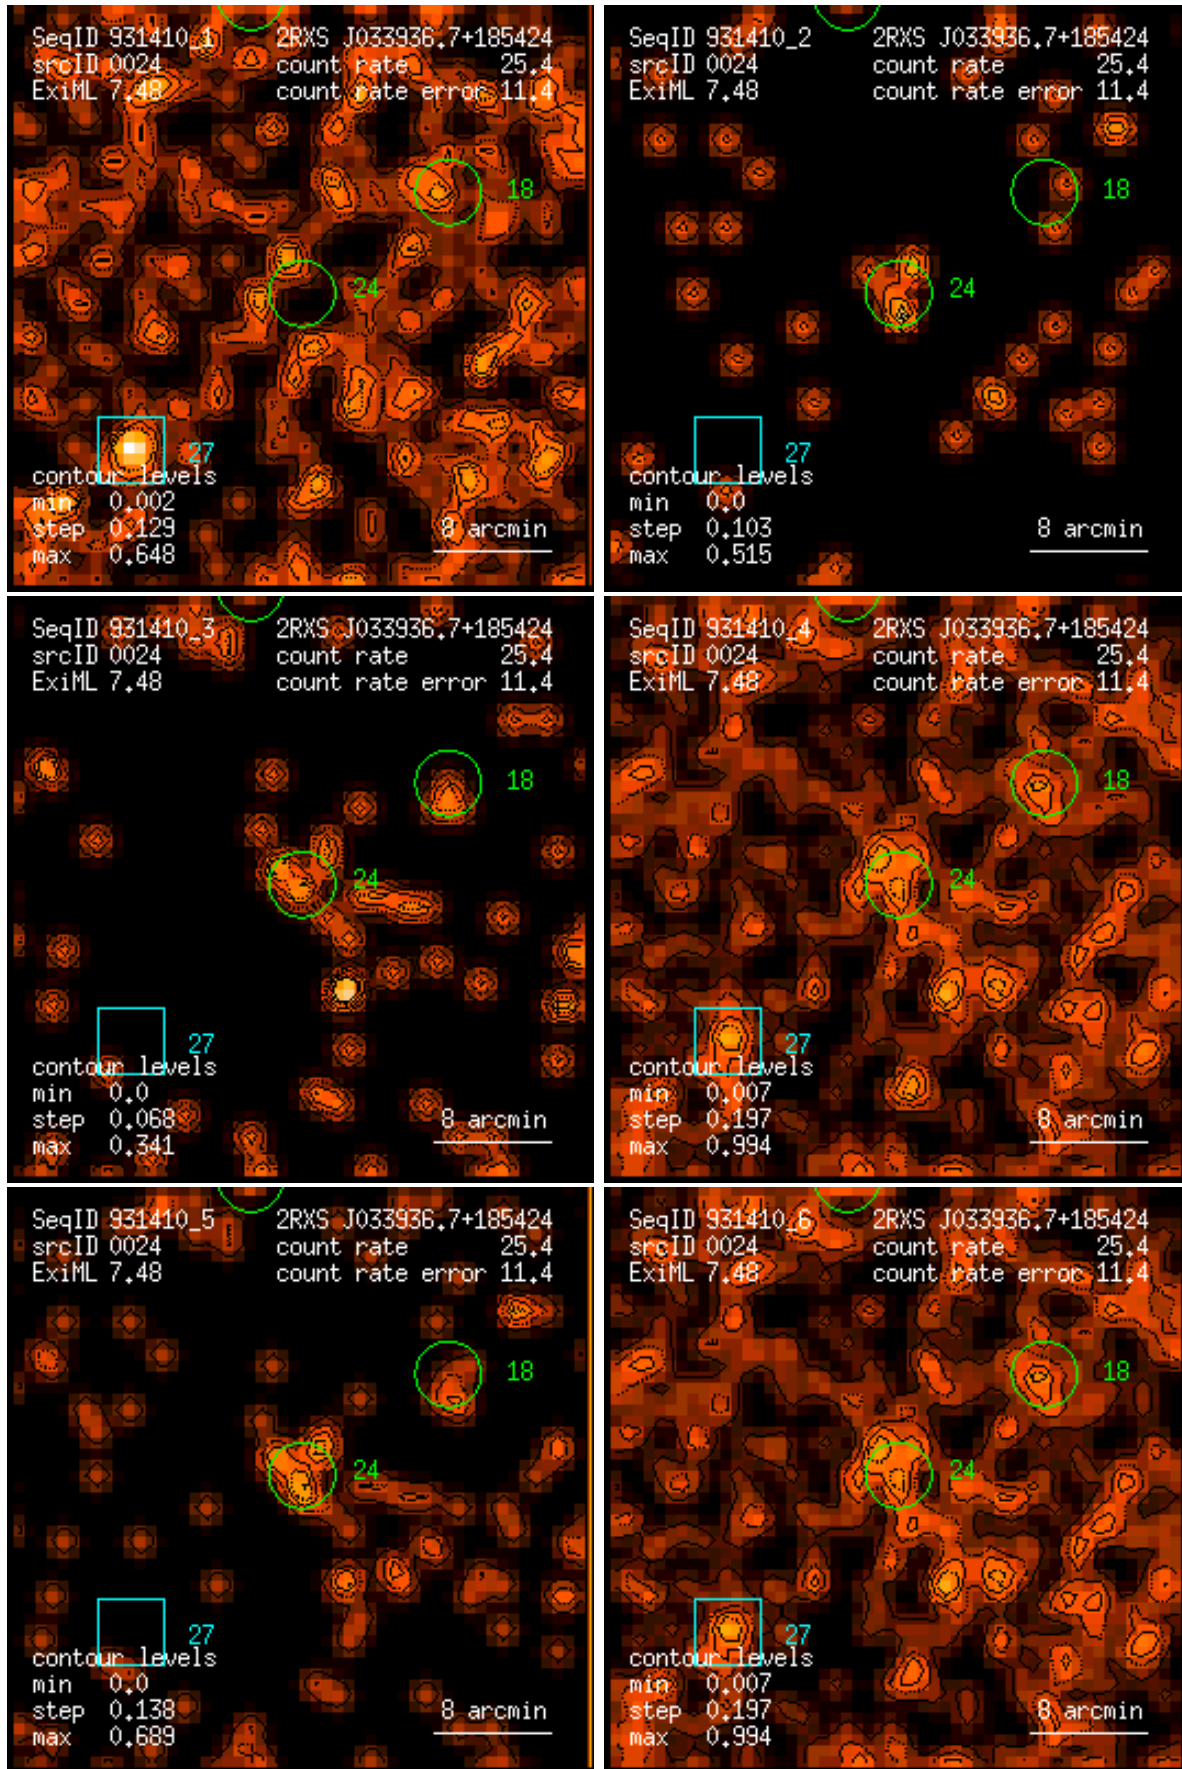 SeqID 931410_1 2RXS J033936.7+185424
srcID 0024 count rate 25.4
ExiML 7.48 count rate error 11.4
18
24
27
contour levels
min 0.002
step 0.129 8 arcmin
max 0.648
SeqID 931410_2 2RXS J033936.7+185424
srcID 0024 count rate 25.4
ExiML 7.48 count rate error 11.4
18
24
27
contour levels
min 0.0
step 0.103 8 arcmin
max 0.515
SeqID 931410_3 2RXS J033936.7+185424
srcID 0024 count rate 25.4
ExiML 7.48 count rate error 11.4
18
24
27
contour levels
min 0.0
step 0.068 8 arcmin
max 0.341
SeqID 931410_4 2RXS J033936.7+185424
srcID 0024 count rate 25.4
ExiML 7.48 count rate error 11.4
18
24
27
contour levels
min 0.007
step 0.197 8 arcmin
max 0.994
SeqID 931410_5 2RXS J033936.7+185424
srcID 0024 count rate 25.4
ExiML 7.48 count rate error 11.4
18
24
27
contour levels
min 0.0
step 0.138 8 arcmin
max 0.689
SeqID 931410_6 2RXS J033936.7+185424
srcID 0024 count rate 25.4
ExiML 7.48 count rate error 11.4
18
24
27
contour levels
min 0.007
step 0.197 8 arcmin
max 0.994